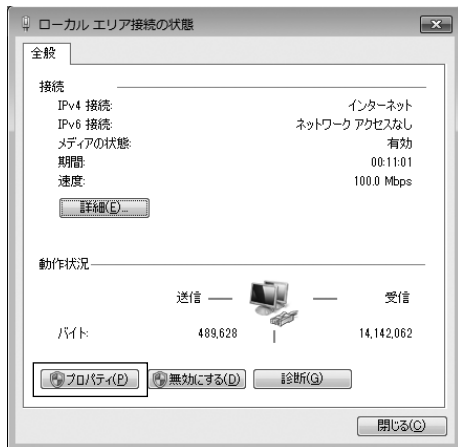 ローカル エリア接続の状態
全般
接続
IPv4 接続: インターネット
IPv6 接続: ネットワーク アクセスなし
メディアの状態: 有効
期間: 00:11:01
速度: 100.0 Mbps
詳細(E)...
動作状況
送信 受信
バイト: 489,628 14,142,062
プロパティ(P) 無効にする(D) 診断(G)
閉じる(C)